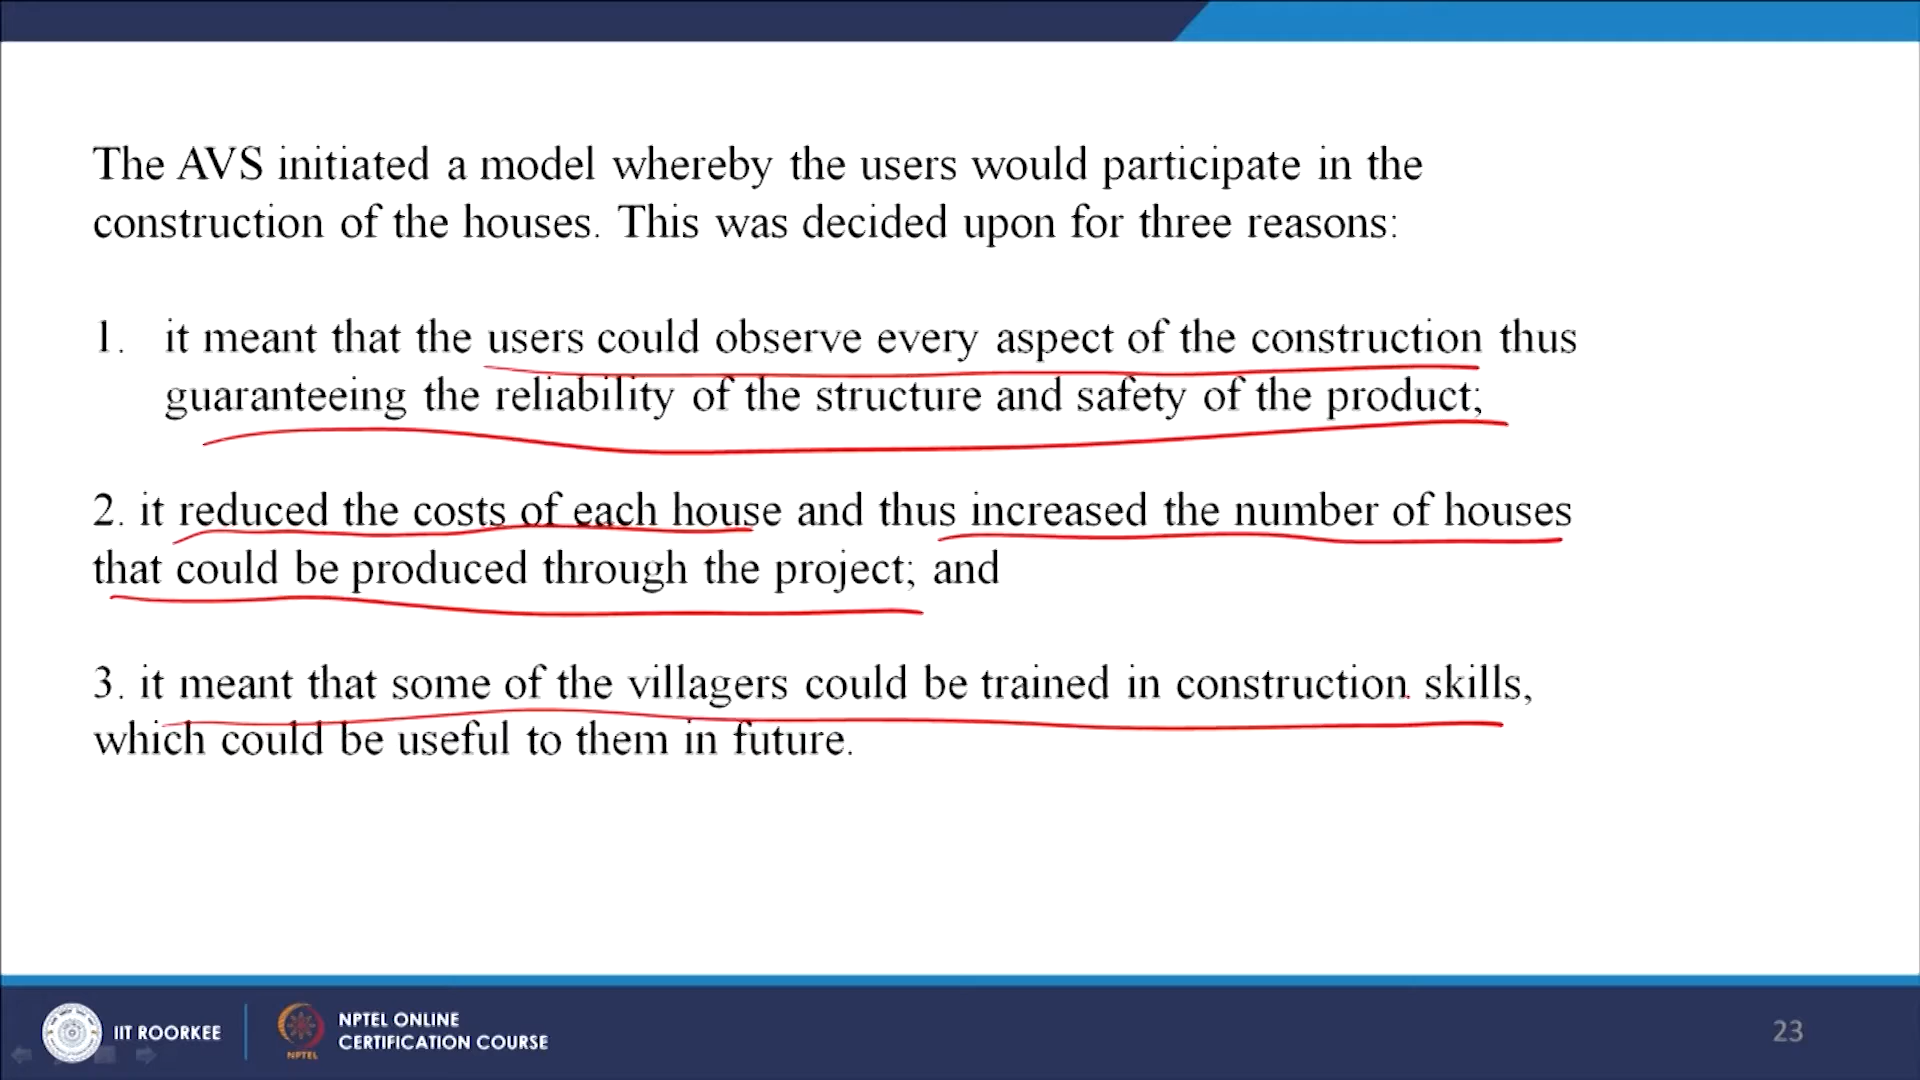 The AVS initiated a model whereby the users would participate in the
construction of the houses. This was decided upon for three reasons:
1. it meant that the users could observe every aspect of the construction thus
guaranteeing the reliability of the structure and safety of the product;
2. it reduced the costs of each house and thus increased the number of houses
that could be produced through the project; and
3. it meant that some of the villagers could be trained in construction skills,
which could be useful to them in future.
IIT ROORKEE
NPTEL
NPTEL ONLINE
CERTIFICATION COURSE
23